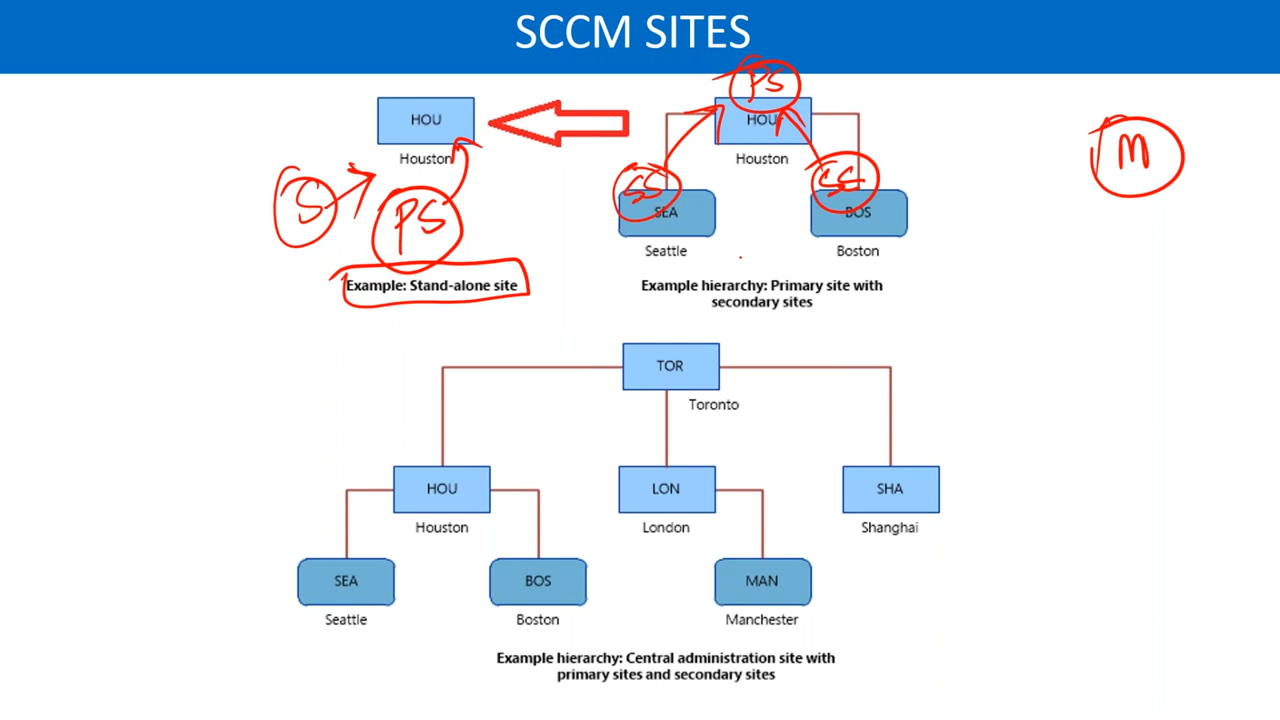 SCCM SITES
HOU
Houston
S
PS
Example: Stand-alone site
PS
HOU
Houston
SS
SEA
Seattle
SS
BOS
Boston
Example hierarchy: Primary site with
secondary sites
M
TOR
Toronto
HOU
Houston
LON
London
SHA
Shanghai
SEA
Seattle
BOS
Boston
MAN
Manchester
Example hierarchy: Central administration site with
primary sites and secondary sites